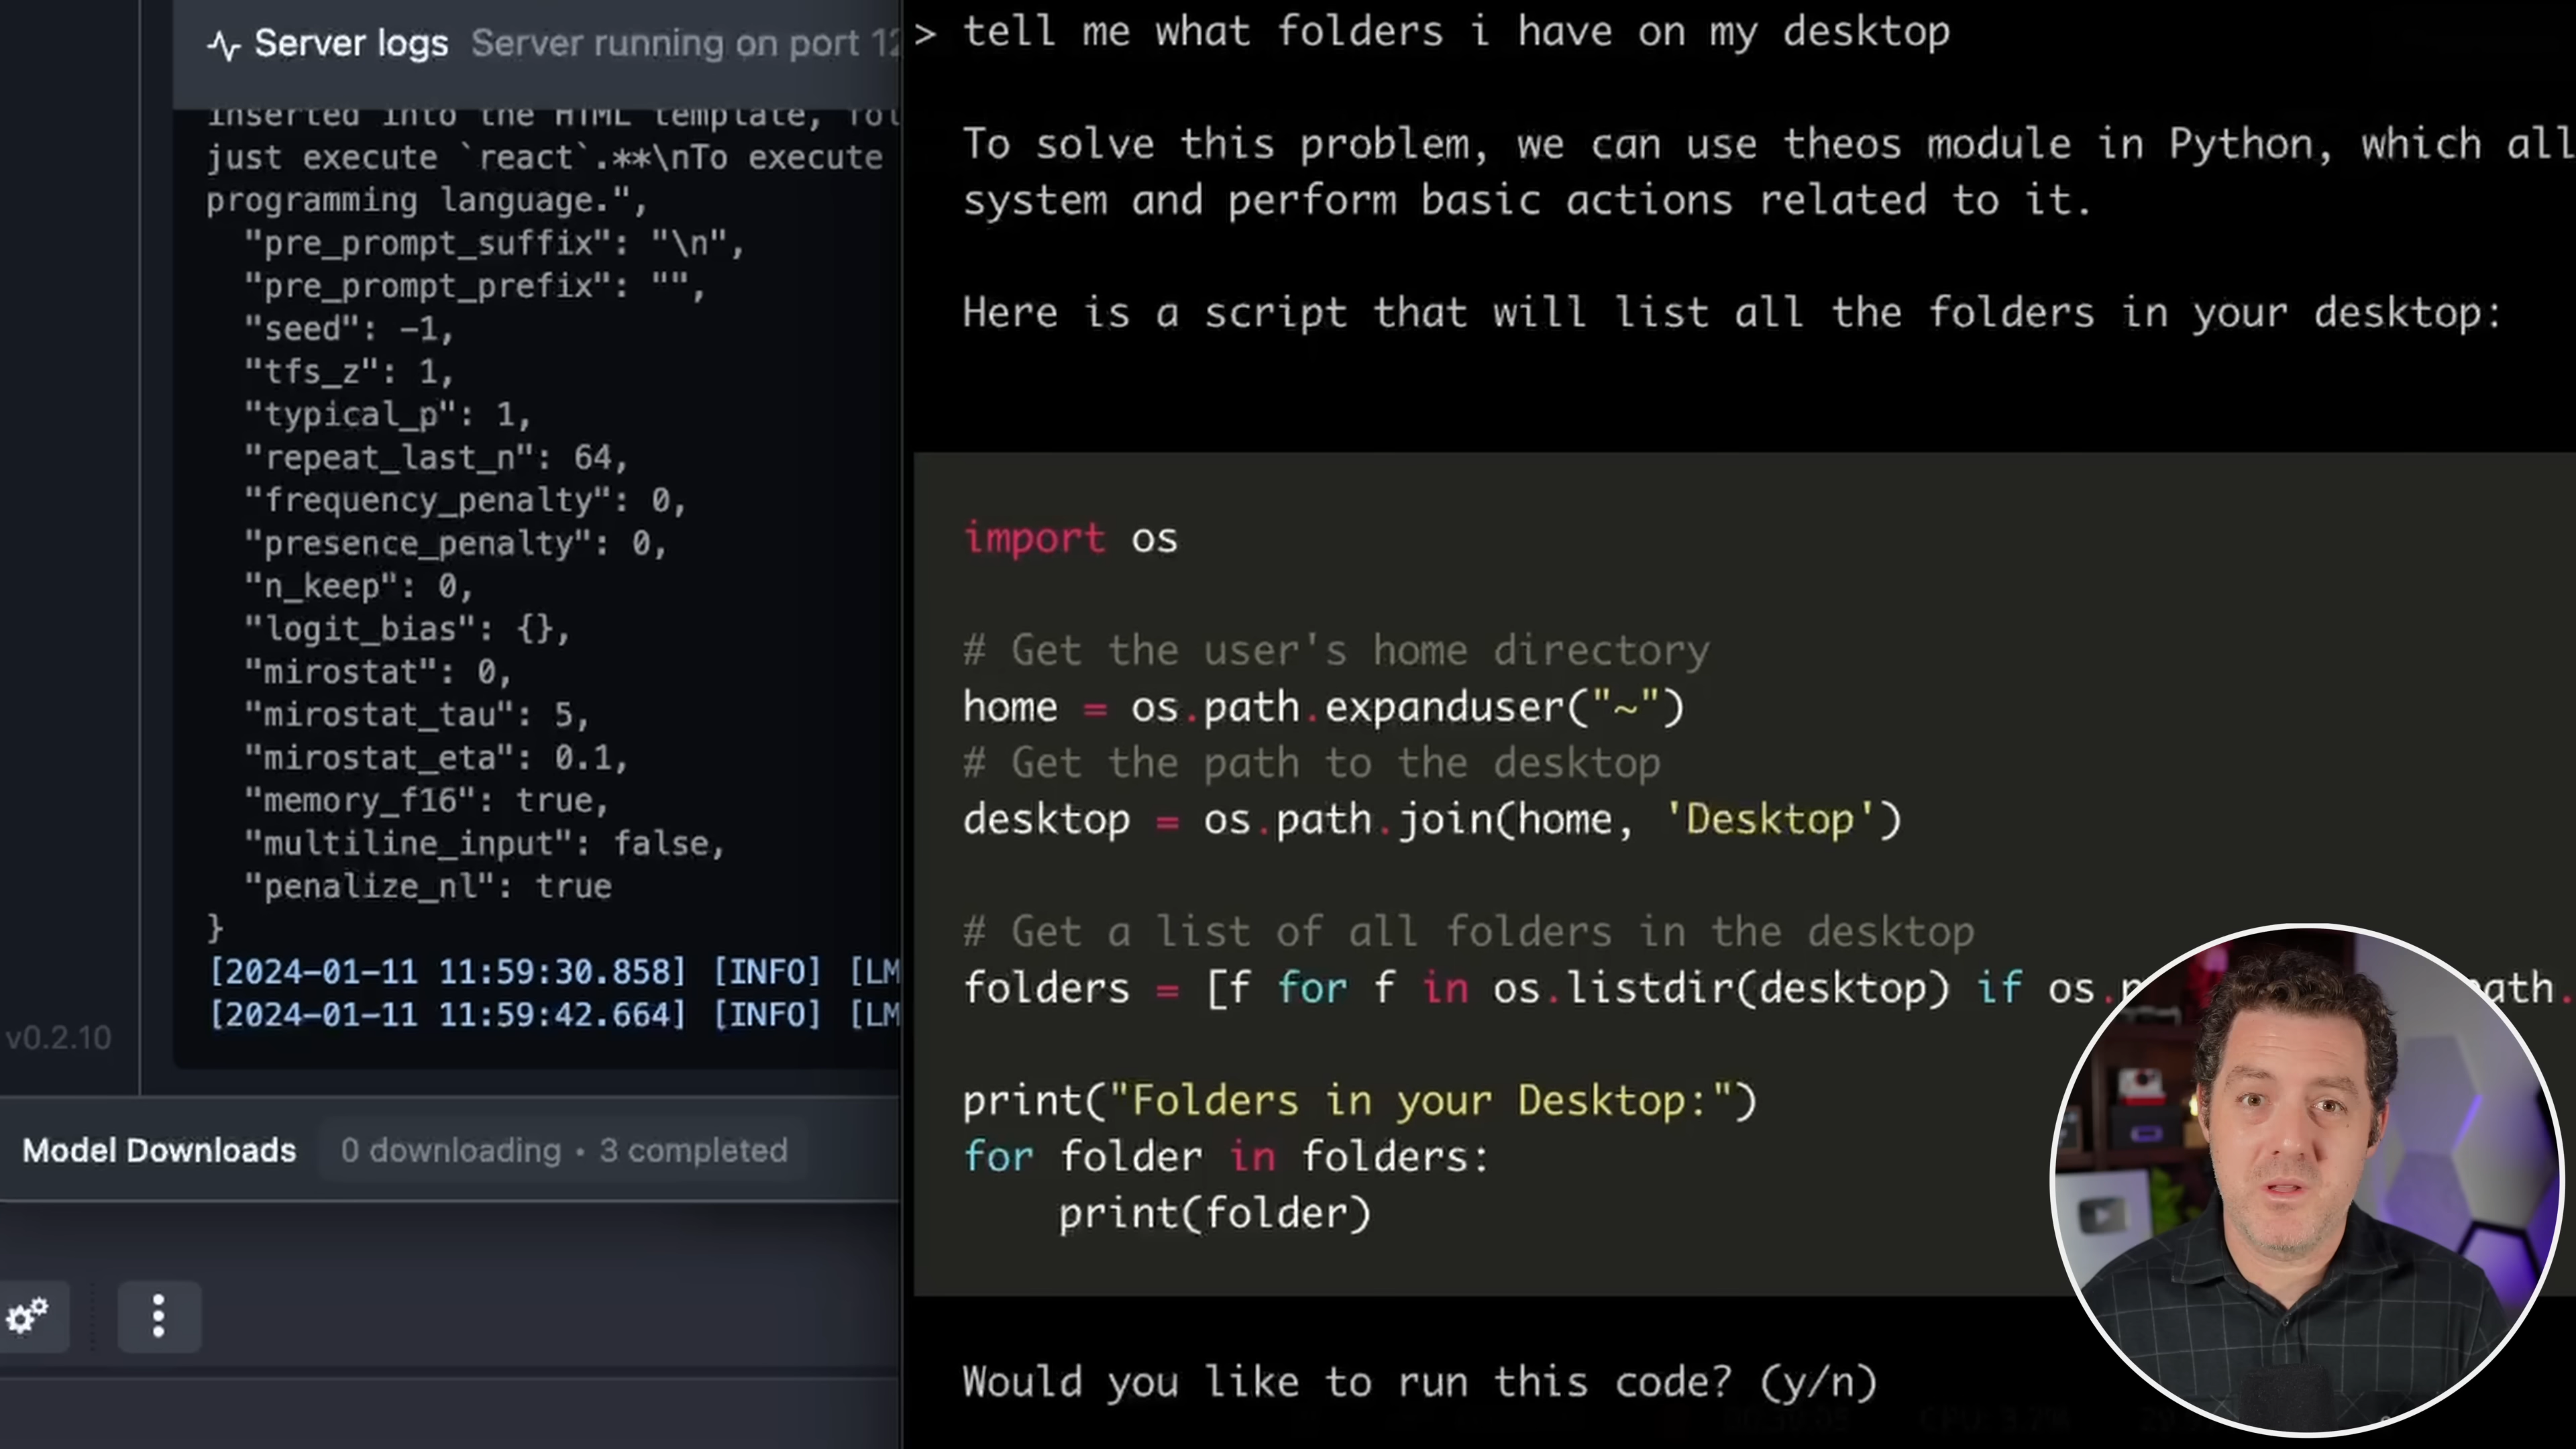 Server logs Server running on port 12
inserted into the HTML template, fol
just execute `react`.**\nTo execute
programming language.",
"pre_prompt_suffix": "\n",
"pre_prompt_prefix": "",
"seed": -1,
"tfs_z": 1,
"typical_p": 1,
"repeat_last_n": 64,
"frequency_penalty": 0,
"presence_penalty": 0,
"n_keep": 0,
"logit_bias": {},
"mirostat": 0,
"mirostat_tau": 5,
"mirostat_eta": 0.1,
"memory_f16": true,
"multiline_input": false,
"penalize_nl": true
}
[2024-01-11 11:59:30.858] [INFO] [LM
[2024-01-11 11:59:42.664] [INFO] [LM
v0.2.10
Model Downloads 0 downloading • 3 completed
> tell me what folders i have on my desktop
To solve this problem, we can use theos module in Python, which all
system and perform basic actions related to it.
Here is a script that will list all the folders in your desktop:
import os
# Get the user's home directory
home = os.path.expanduser("~")
# Get the path to the desktop
desktop = os.path.join(home, 'Desktop')
# Get a list of all folders in the desktop
folders = [f for f in os.listdir(desktop) if os.p path.
print("Folders in your Desktop:")
for folder in folders:
print(folder)
Would you like to run this code? (y/n)